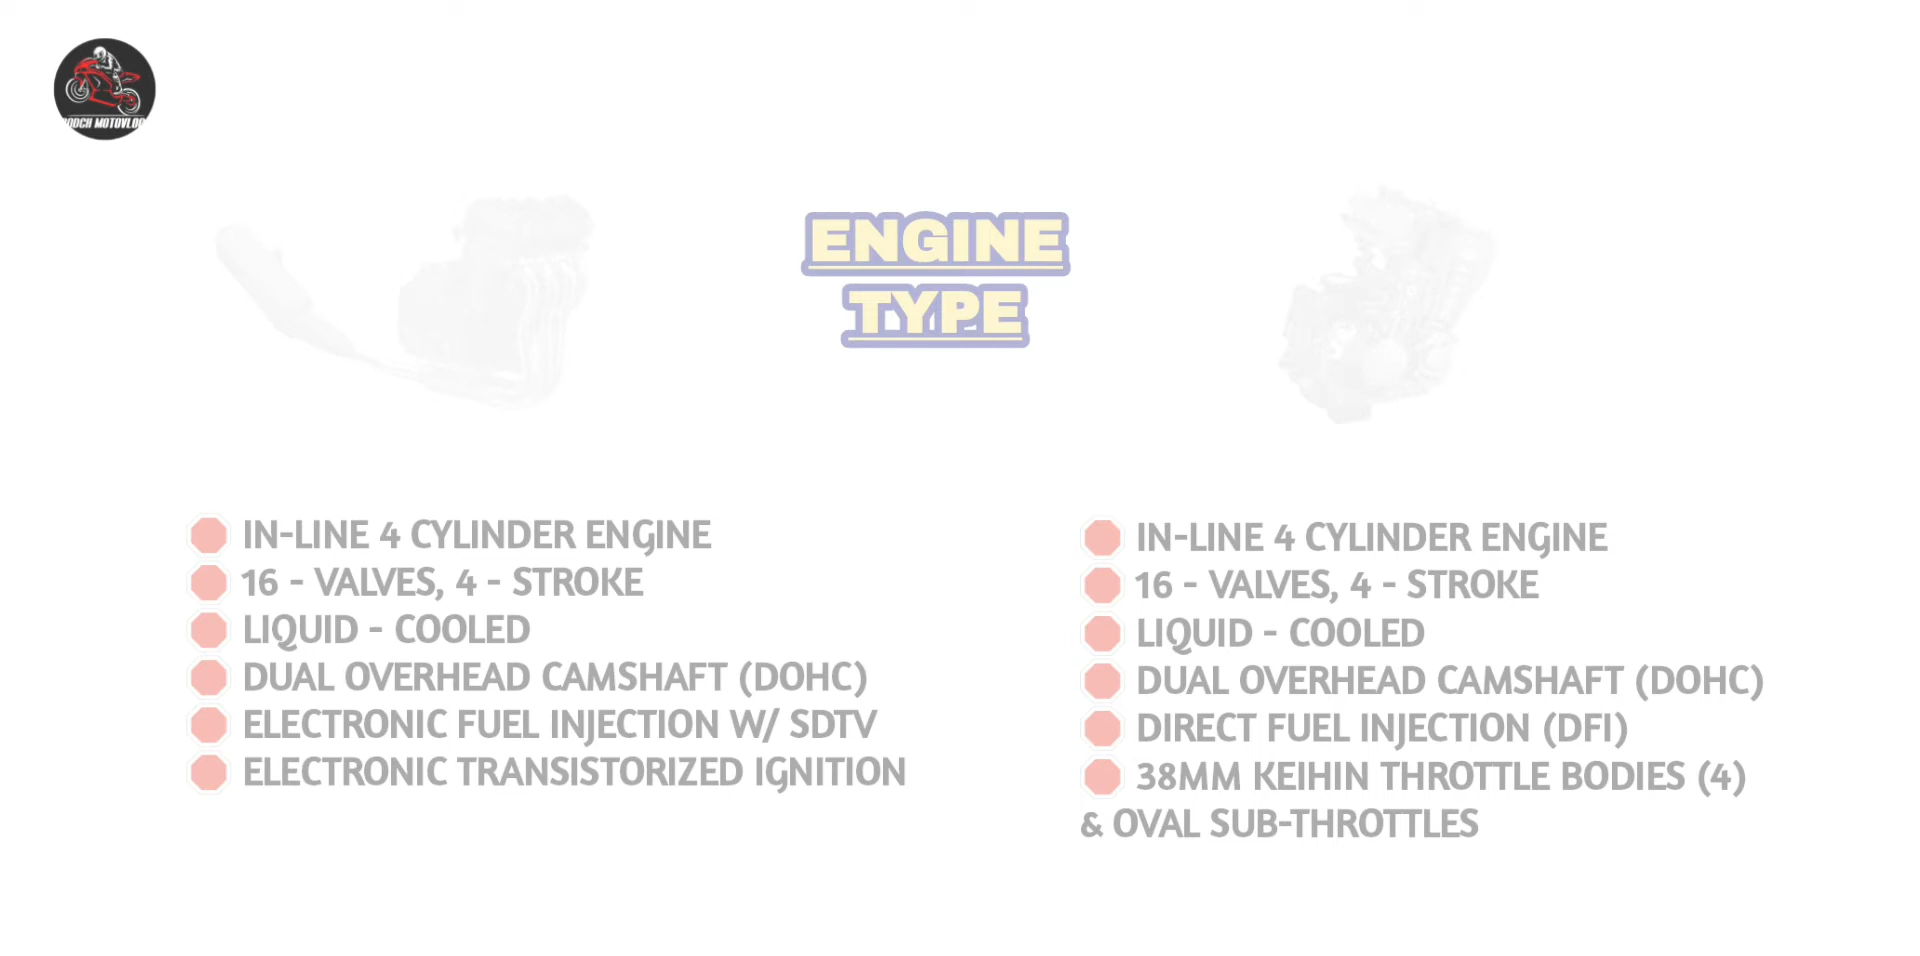 MOTOVLOG
ENGINE
TYPE
IN-LINE 4 CYLINDER ENGINE
16 - VALVES, 4 - STROKE
LIQUID - COOLED
DUAL OVERHEAD CAMSHAFT (DOHC)
ELECTRONIC FUEL INJECTION W/ SDTV
ELECTRONIC TRANSISTORIZED IGNITION
IN-LINE 4 CYLINDER ENGINE
16 - VALVES, 4 - STROKE
LIQUID - COOLED
DUAL OVERHEAD CAMSHAFT (DOHC)
DIRECT FUEL INJECTION (DFI)
38MM KEIHIN THROTTLE BODIES (4)
& OVAL SUB-THROTTLES